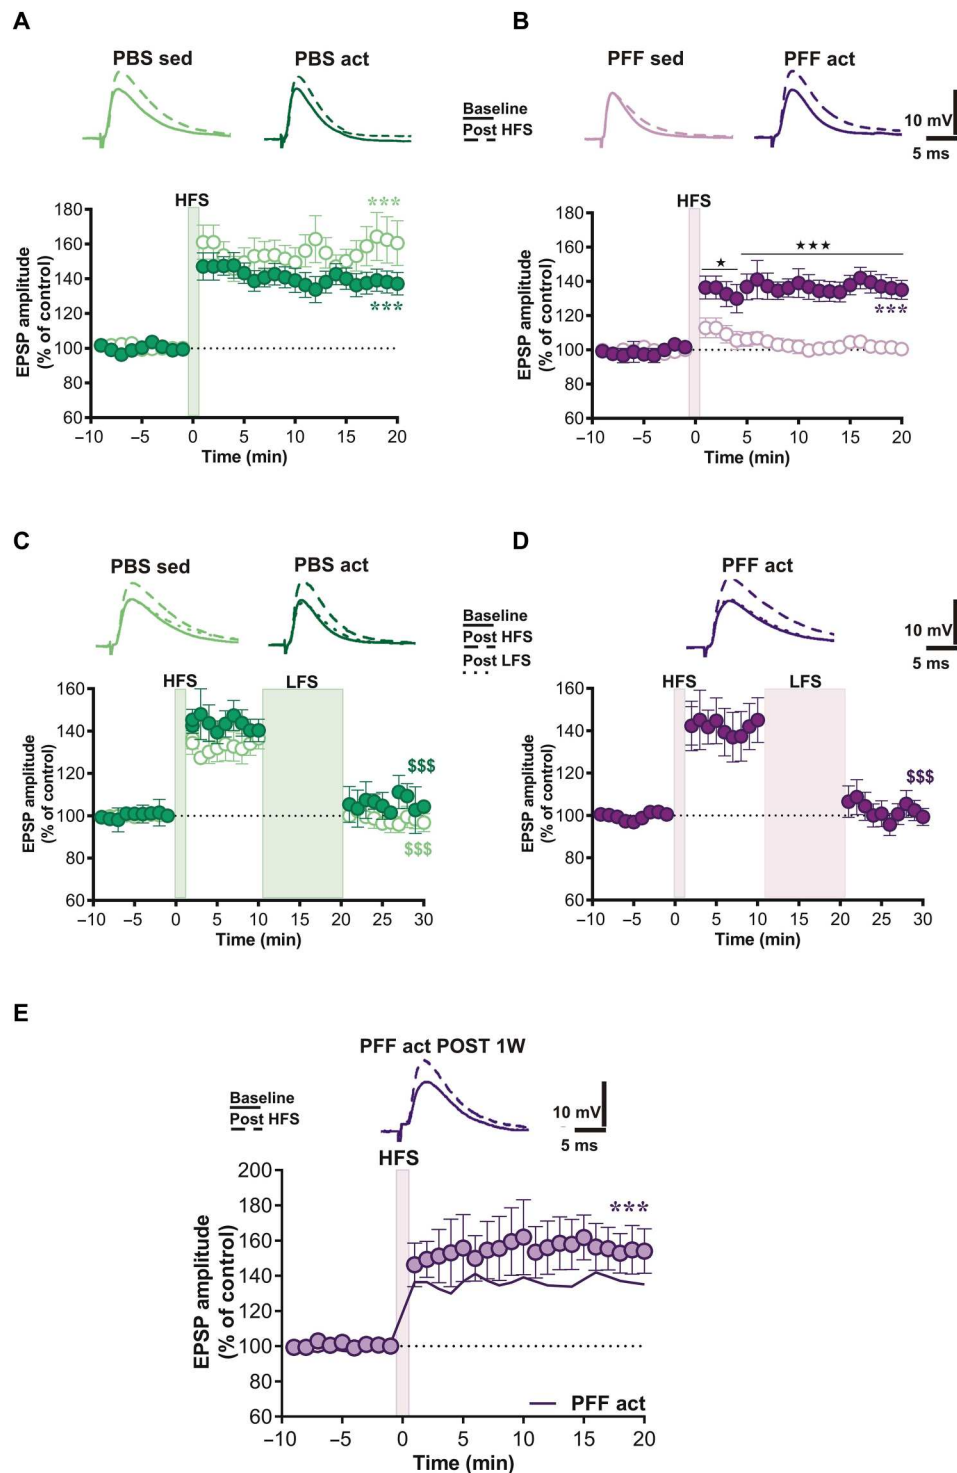 A
PBS sed
PBS act
Baseline
Post HFS
HFS
***
***
EPSP amplitude
(% of control)
180
160
140
120
100
80
60
–10
–5
0
5
10
15
20
Time (min)
B
PFF sed
PFF act
10 mV
5 ms
HFS
★
★★★
***
EPSP amplitude
(% of control)
180
160
140
120
100
80
60
–10
–5
0
5
10
15
20
Time (min)
C
PBS sed
PBS act
Baseline
Post HFS
Post LFS
HFS
LFS
$$$
$$$
EPSP amplitude
(% of control)
160
140
120
100
80
60
–10
–5
0
5
10
15
20
25
30
Time (min)
D
PFF act
10 mV
5 ms
HFS
LFS
$$$
EPSP amplitude
(% of control)
160
140
120
100
80
60
–10
–5
0
5
10
15
20
25
30
Time (min)
E
PFF act POST 1W
Baseline
Post HFS
10 mV
5 ms
HFS
***
EPSP amplitude
(% of control)
200
180
160
140
120
100
80
60
PFF act
–10
–5
0
5
10
15
20
Time (min)